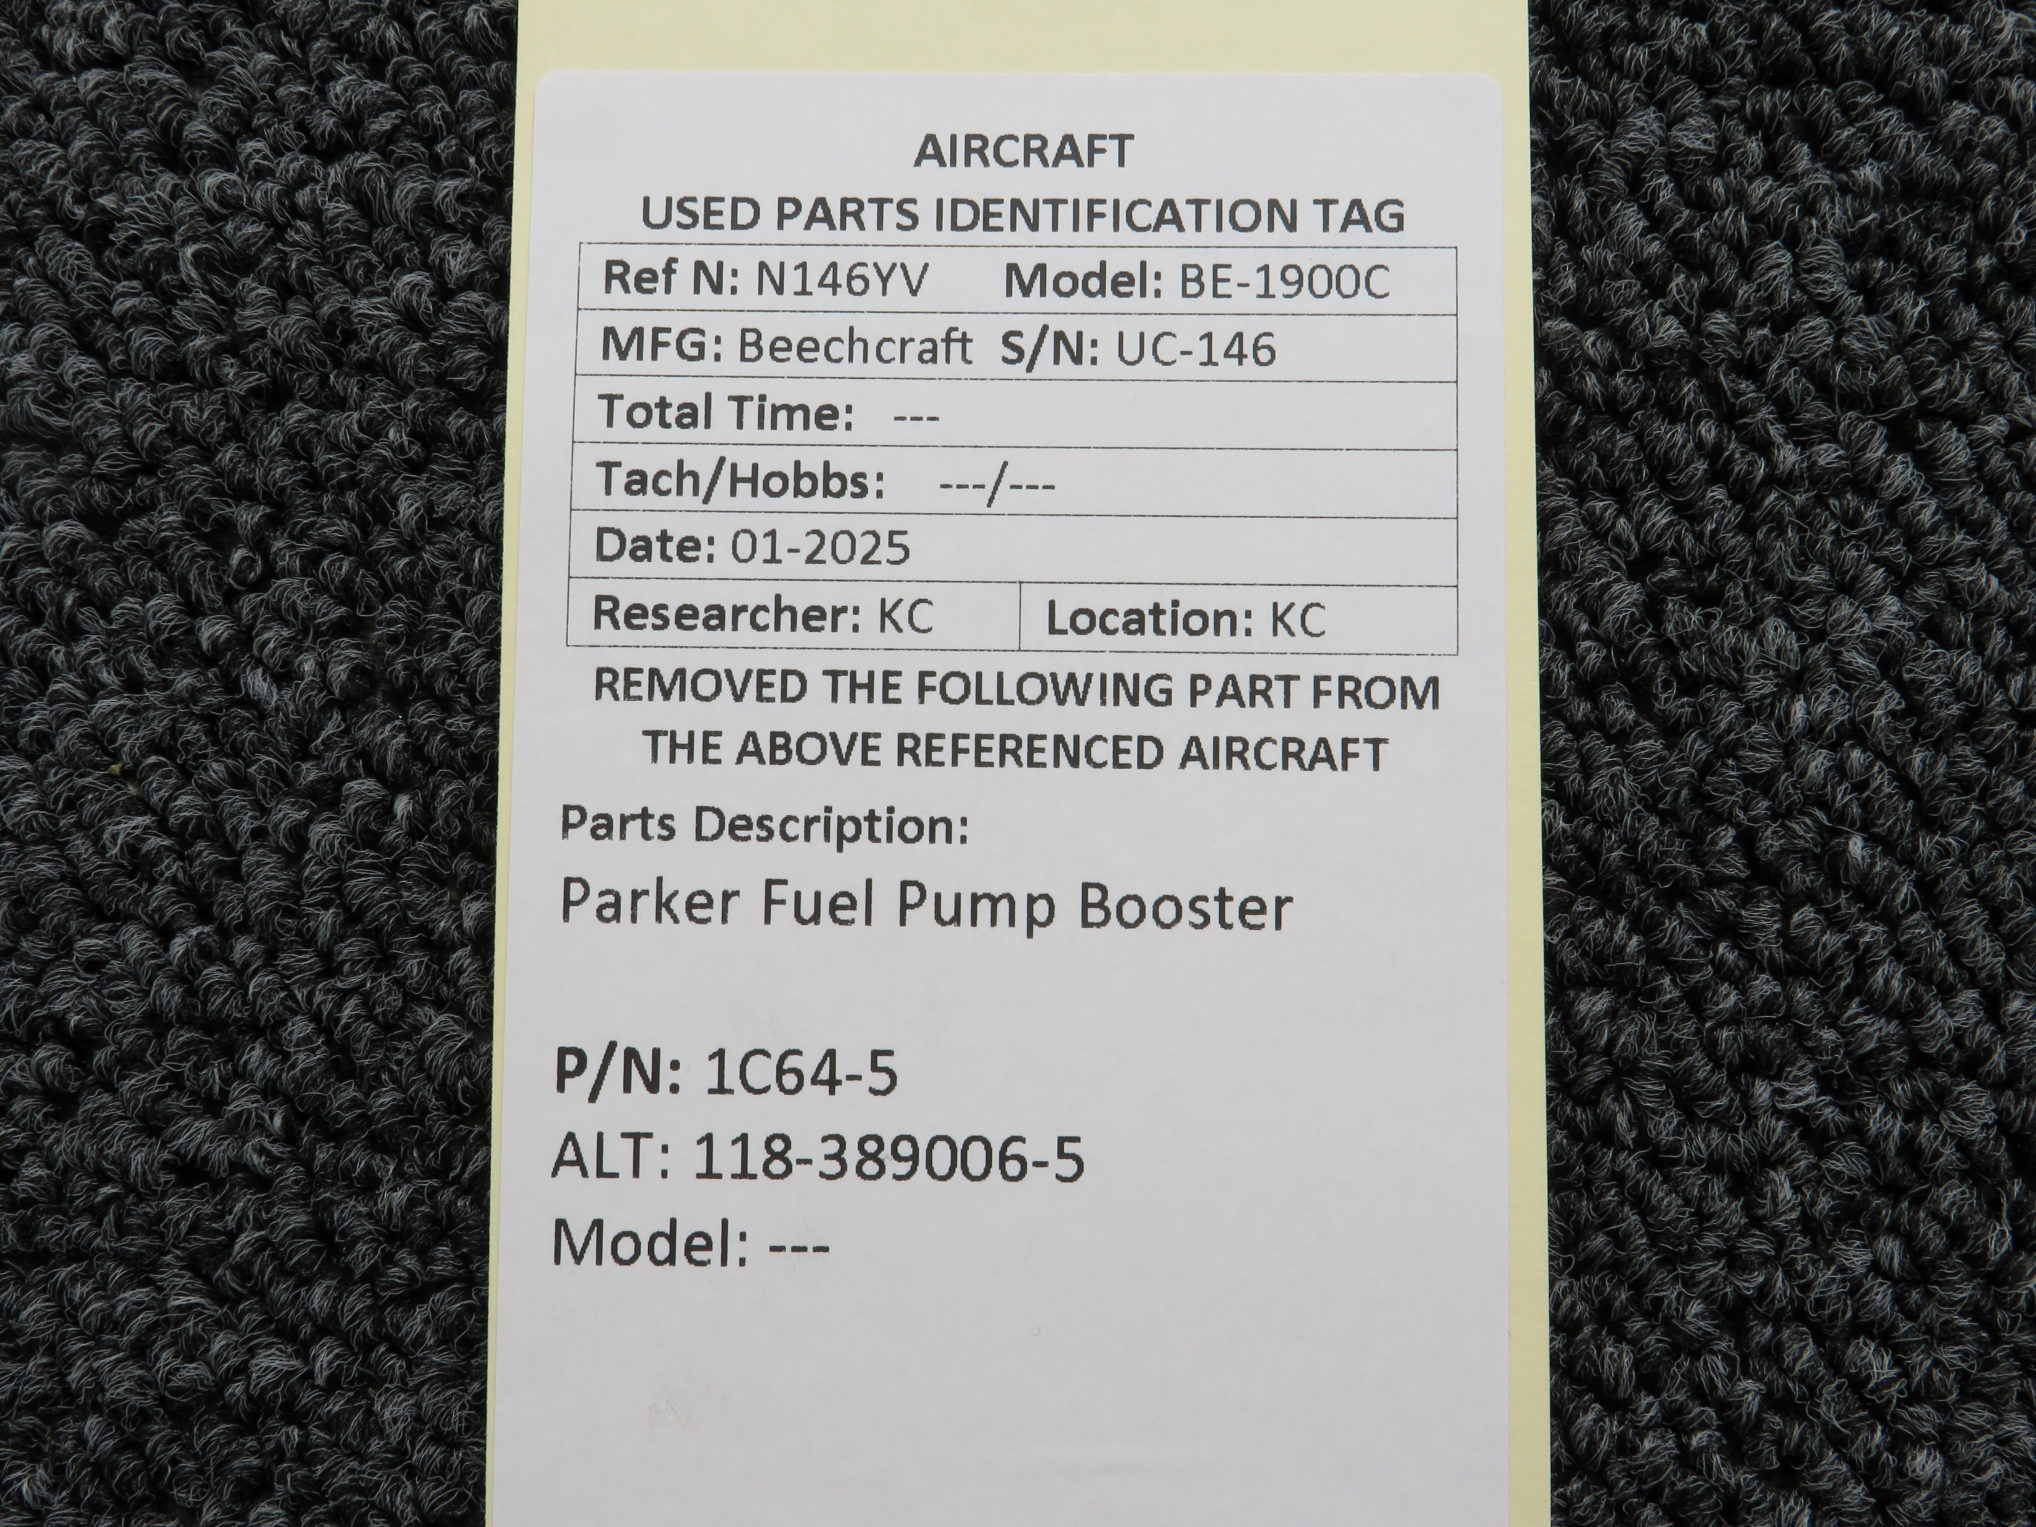 AIRCRAFT
USED PARTS IDENTIFICATION TAG
Ref N: N146YV Model: BE-1900C
MFG: Beechcraft S/N: UC-146
Total Time: ---
Tach/Hobbs: ---/---
Date: 01-2025
Researcher: KC Location: KC
REMOVED THE FOLLOWING PART FROM
THE ABOVE REFERENCED AIRCRAFT
Parts Description:
Parker Fuel Pump Booster
P/N: 1C64-5
ALT: 118-389006-5
Model: ---